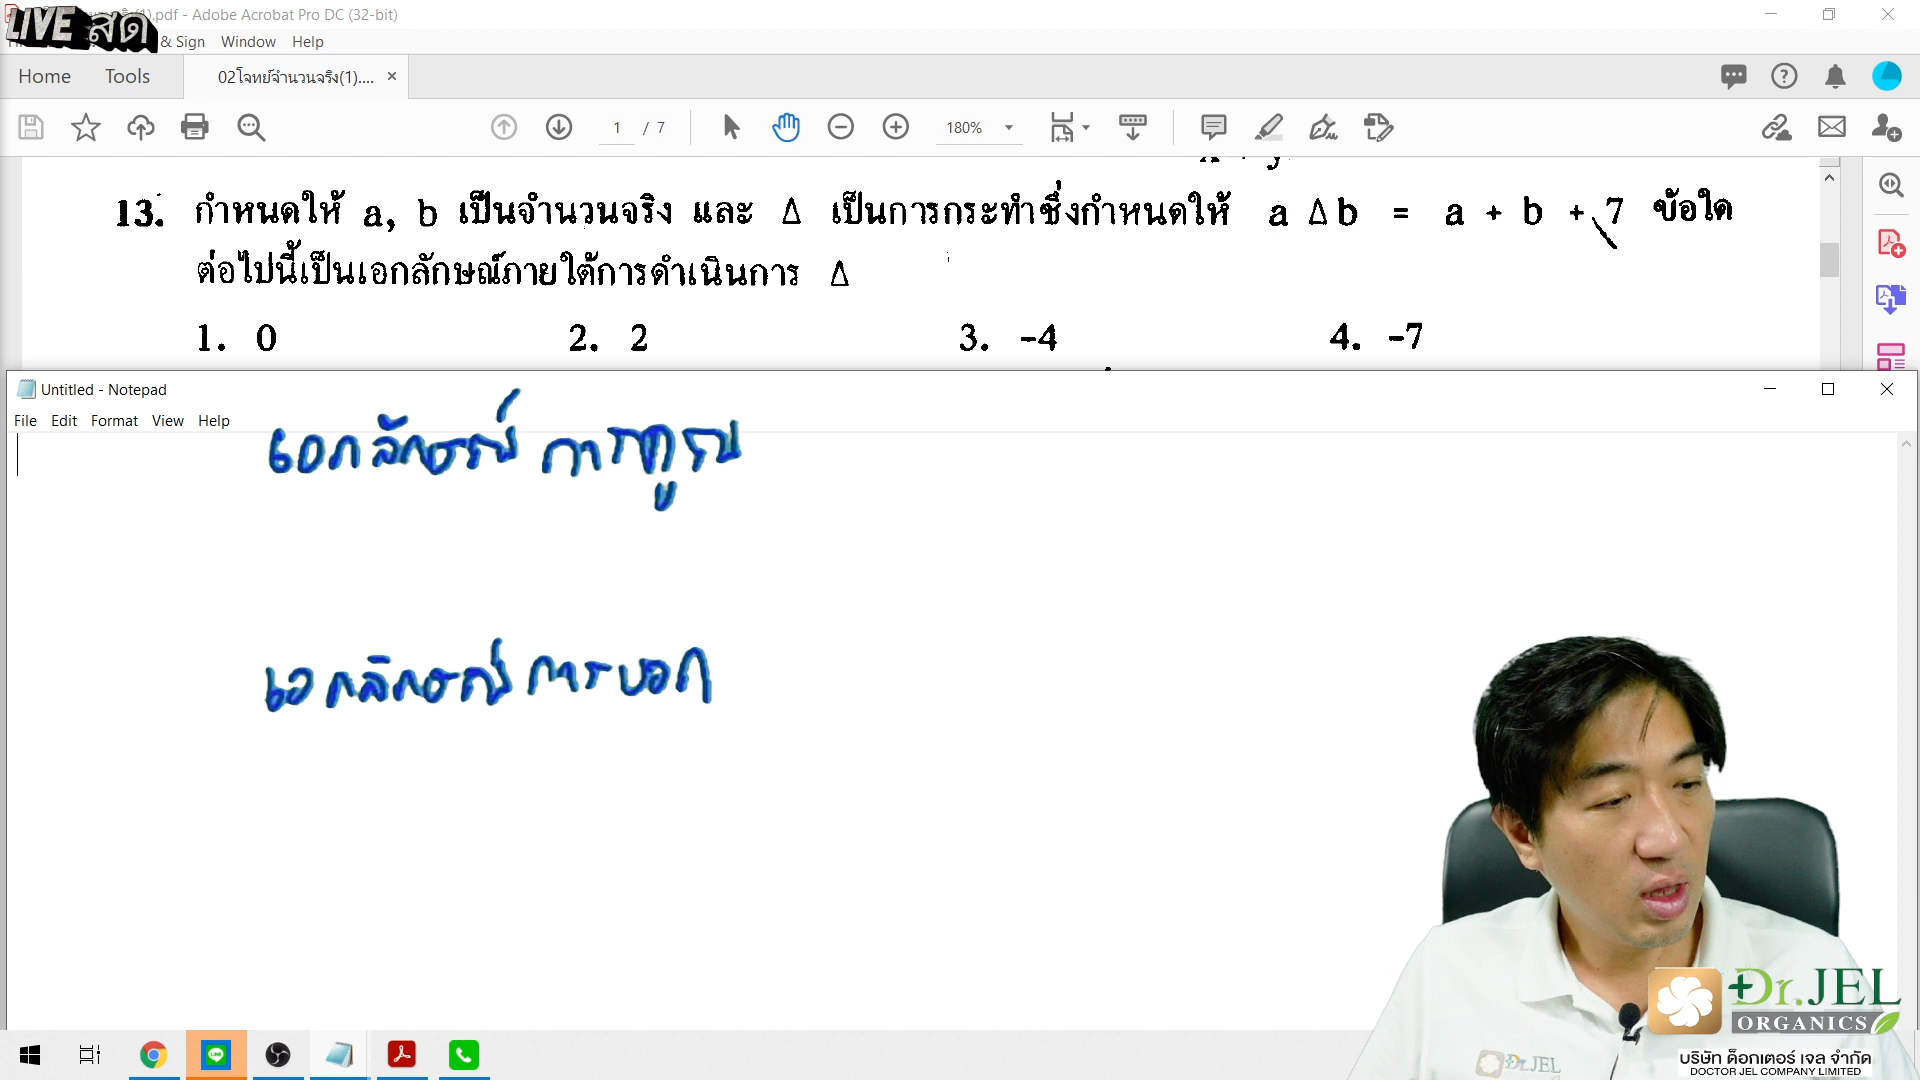 LIVE สด
(1).pdf - Adobe Acrobat Pro DC (32-bit)
& Sign Window Help
Home Tools 02โจทย์จำนวนจริง(1)....
1 / 7 180%
13. กำหนดให้ a, b เป็นจำนวนจริง และ Δ เป็นการกระทำซึ่งกำหนดให้ a Δ b = a + b + 7 ข้อใด
ต่อไปนี้เป็นเอกลักษณ์ภายใต้การดำเนินการ Δ
1. 0 2. 2 3. -4 4. -7
Untitled - Notepad
File Edit Format View Help
เอกลักษณ์ การคูณ
เอกลักษณ์ การบวก
Dr.JEL
ORGANICS
บริษัท ด็อกเตอร์ เจล จำกัด
DOCTOR JEL COMPANY LIMITED
Dr.JEL